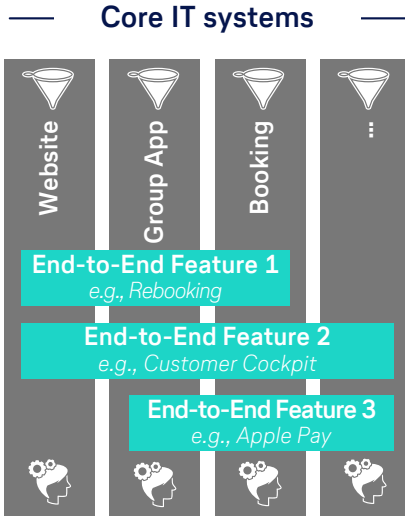 Core IT systems
Website
Group App
Booking
...
End-to-End Feature 1
e.g., Rebooking
End-to-End Feature 2
e.g., Customer Cockpit
End-to-End Feature 3
e.g., Apple Pay